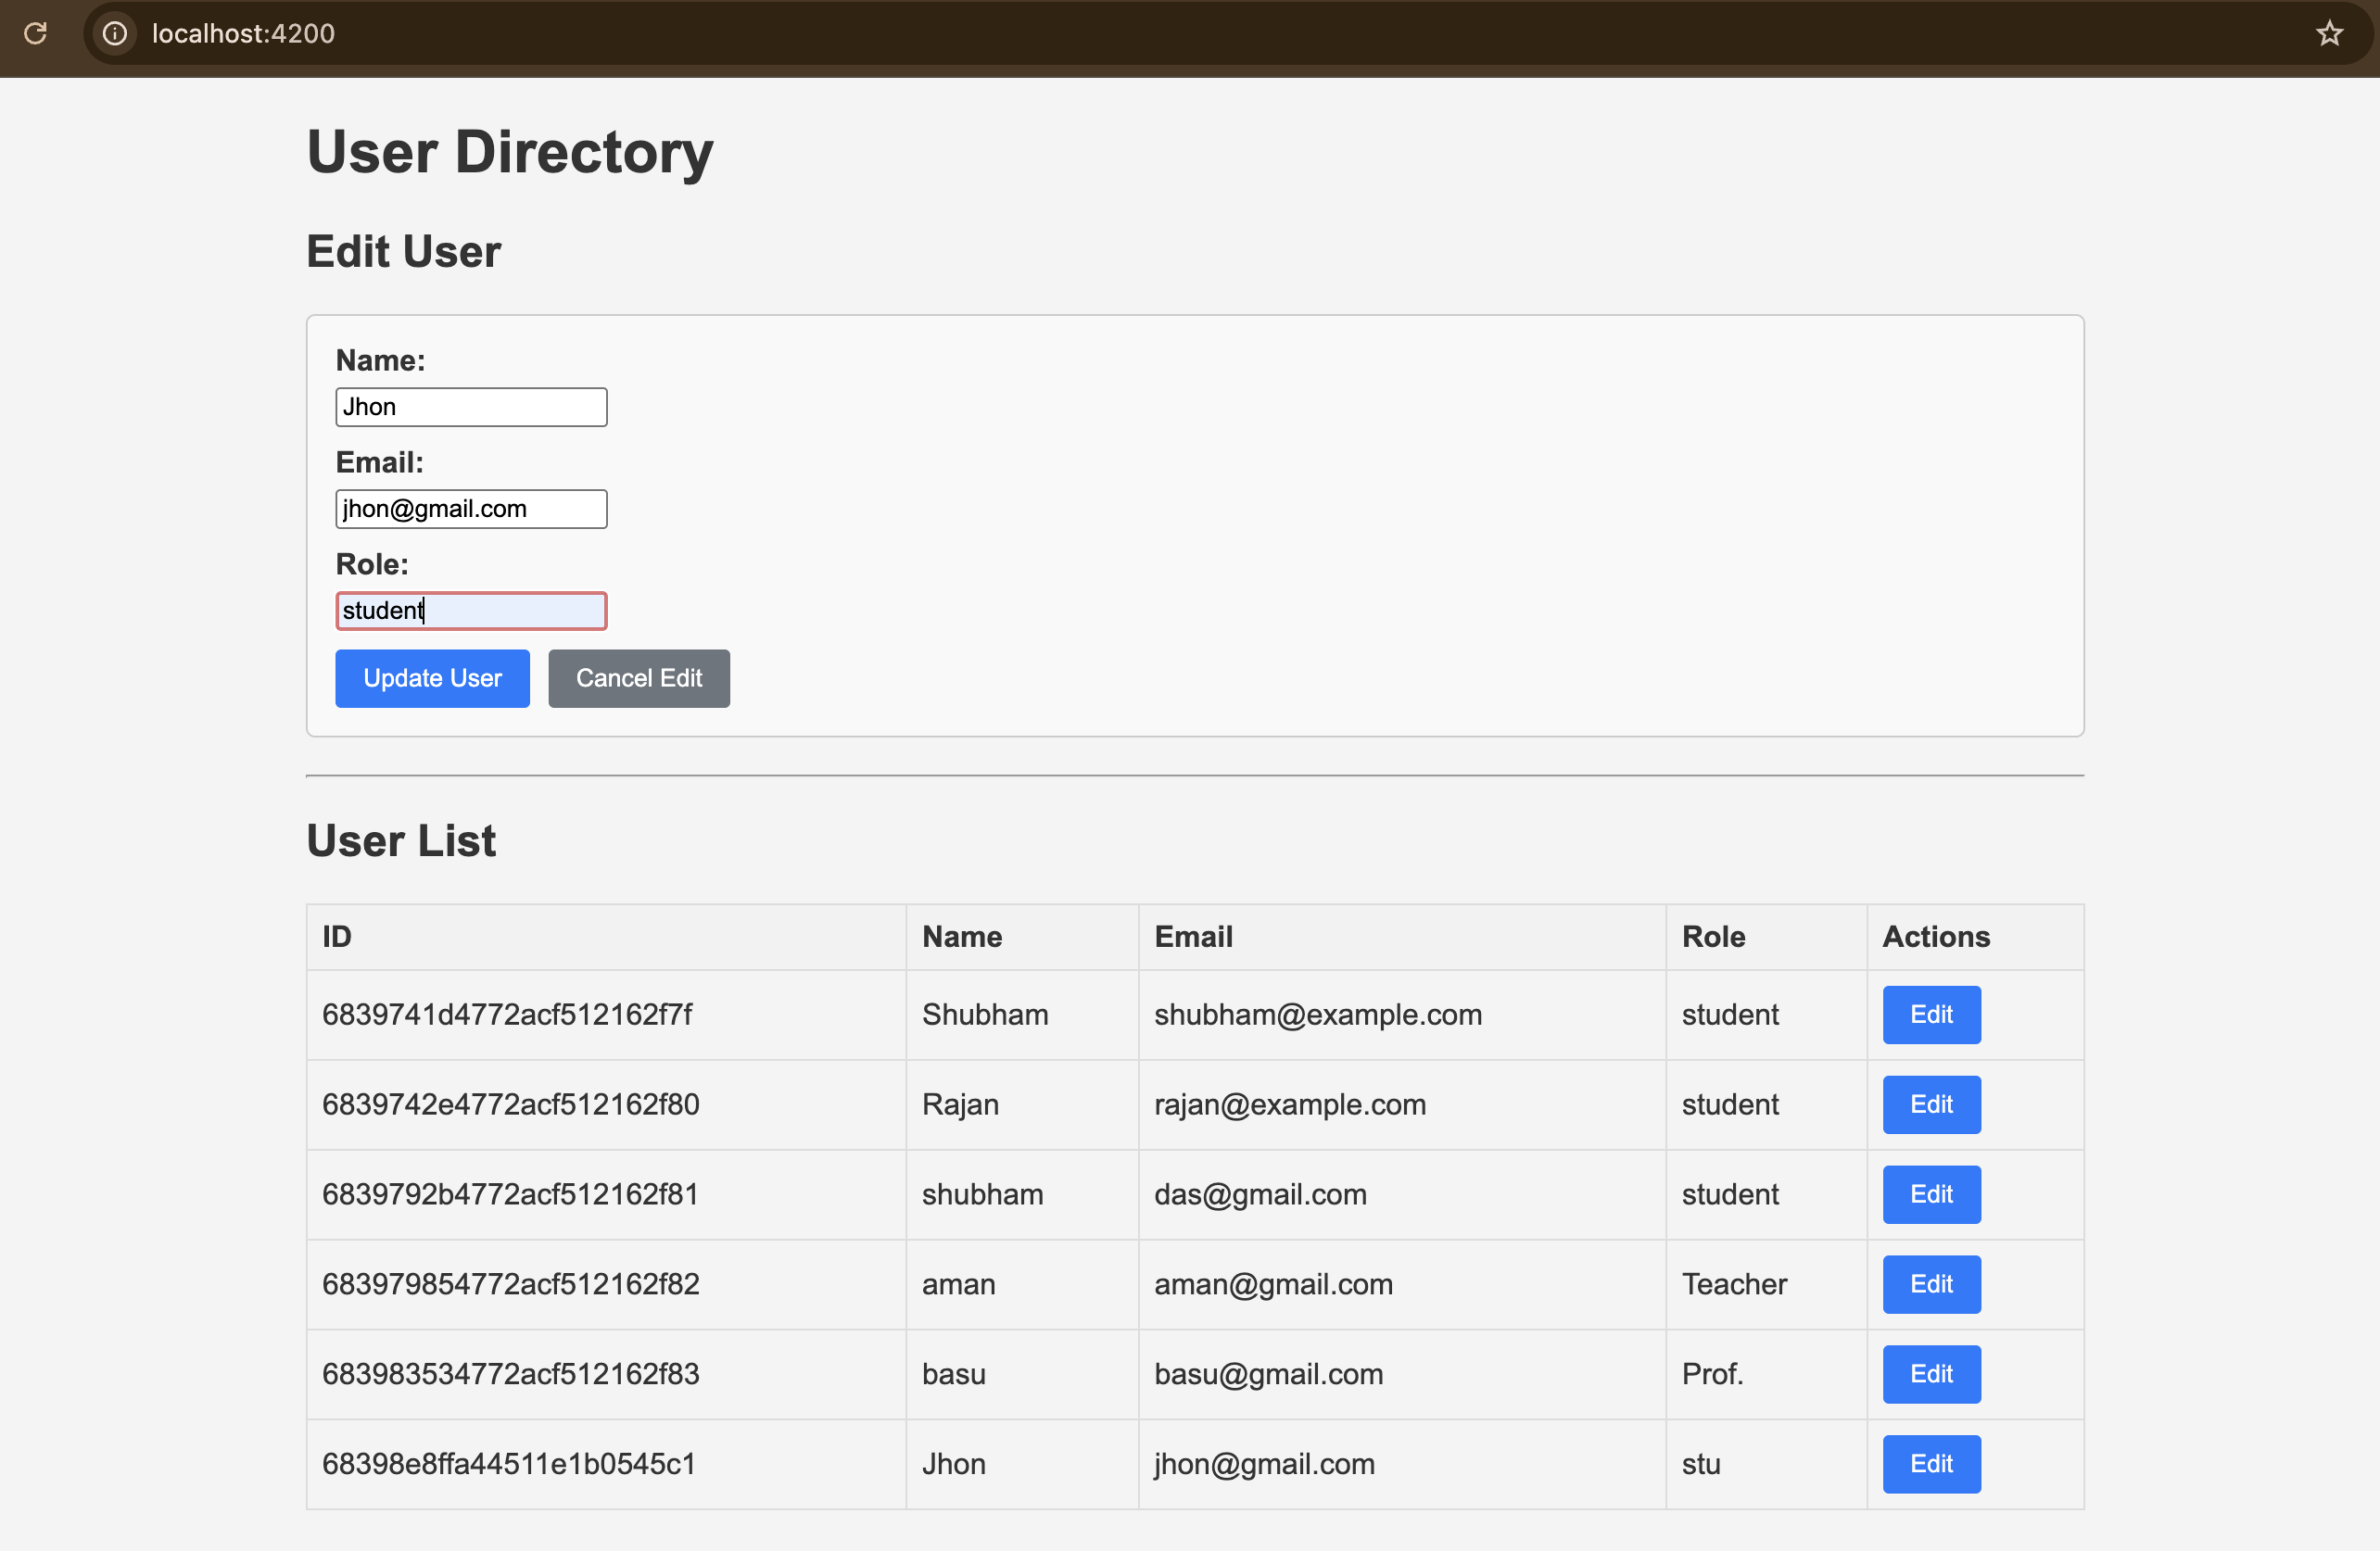 localhost:4200
User Directory
Edit User
Name:
Jhon
Email:
jhon@gmail.com
Role:
student
Update User Cancel Edit
User List
ID Name Email Role Actions
6839741d4772acf512162f7f Shubham shubham@example.com student Edit
6839742e4772acf512162f80 Rajan rajan@example.com student Edit
6839792b4772acf512162f81 shubham das@gmail.com student Edit
683979854772acf512162f82 aman aman@gmail.com Teacher Edit
683983534772acf512162f83 basu basu@gmail.com Prof. Edit
68398e8ffa44511e1b0545c1 Jhon jhon@gmail.com stu Edit